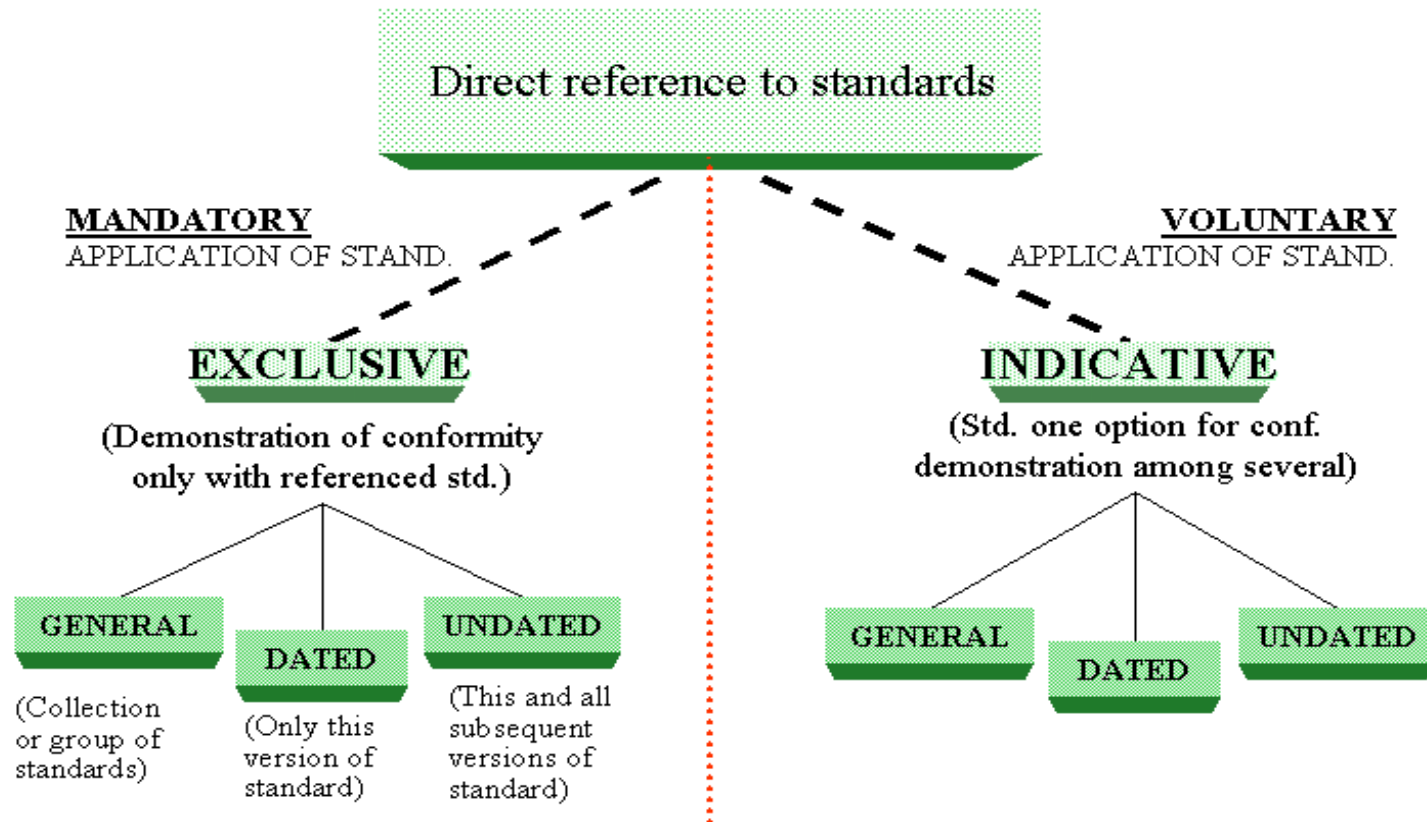 Direct reference to standards
MANDATORY
APPLICATION OF STAND.
VOLUNTARY
APPLICATION OF STAND.
EXCLUSIVE
(Demonstration of conformity
only with referenced std.)
INDICATIVE
(Std. one option for conf.
demonstration among several)
GENERAL
(Collection
or group of
standards)
DATED
(Only this
version of
standard)
UNDATED
(This and all
subsequent
versions of
standard)
GENERAL
DATED
UNDATED